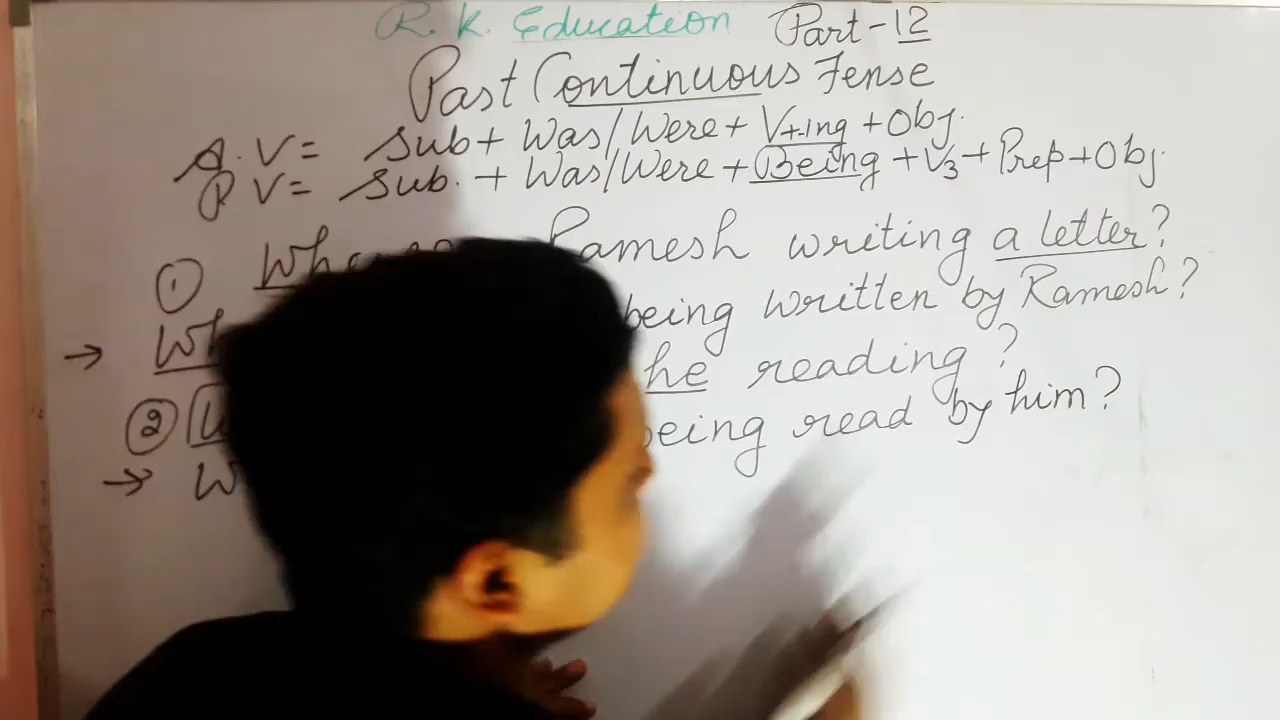 R. K. Education Part-12
Past Continuous Tense
A. V = Sub + Was/Were + V+ing + Obj.
P V = Sub. + Was/Were + Being + V3 + Prep + Obj.
① Ramesh writing a letter?
→ being written by Ramesh?
② he reading?
→ being read by him?